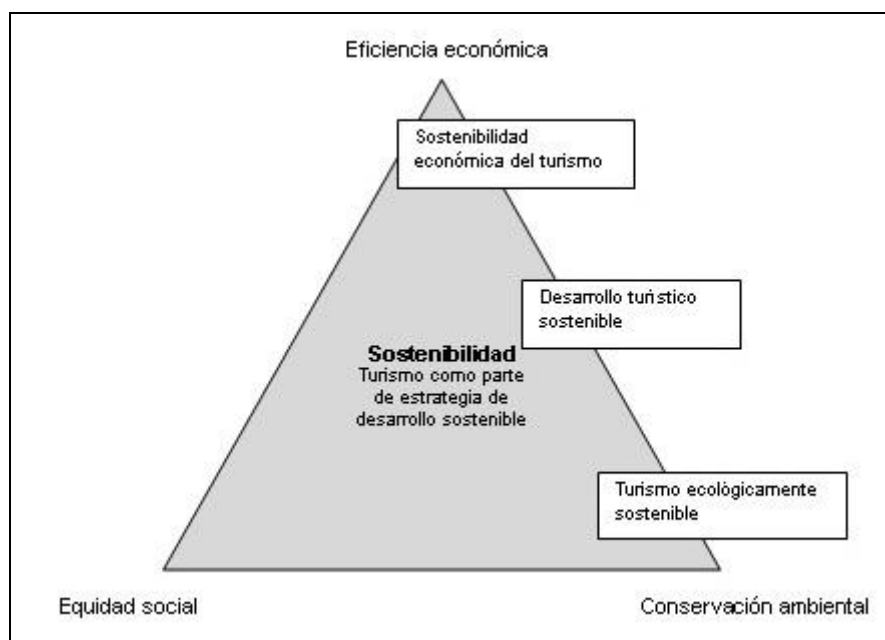 Eficiencia económica
Sostenibilidad
económica del turismo
Desarrollo turístico
sostenible
Sostenibilidad
Turismo como parte
de estrategia de
desarrollo sostenible
Turismo ecológicamente
sostenible
Equidad social
Conservación ambiental